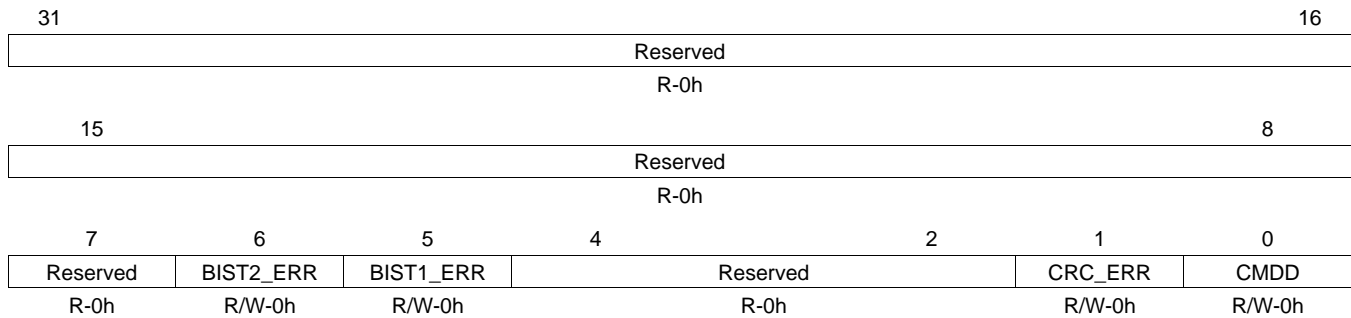 31 16
Reserved
R-0h
15 8
Reserved
R-0h
7 6 5 4 2 1 0
Reserved BIST2_ERR BIST1_ERR Reserved CRC_ERR CMDD
R-0h R/W-0h R/W-0h R-0h R/W-0h R/W-0h